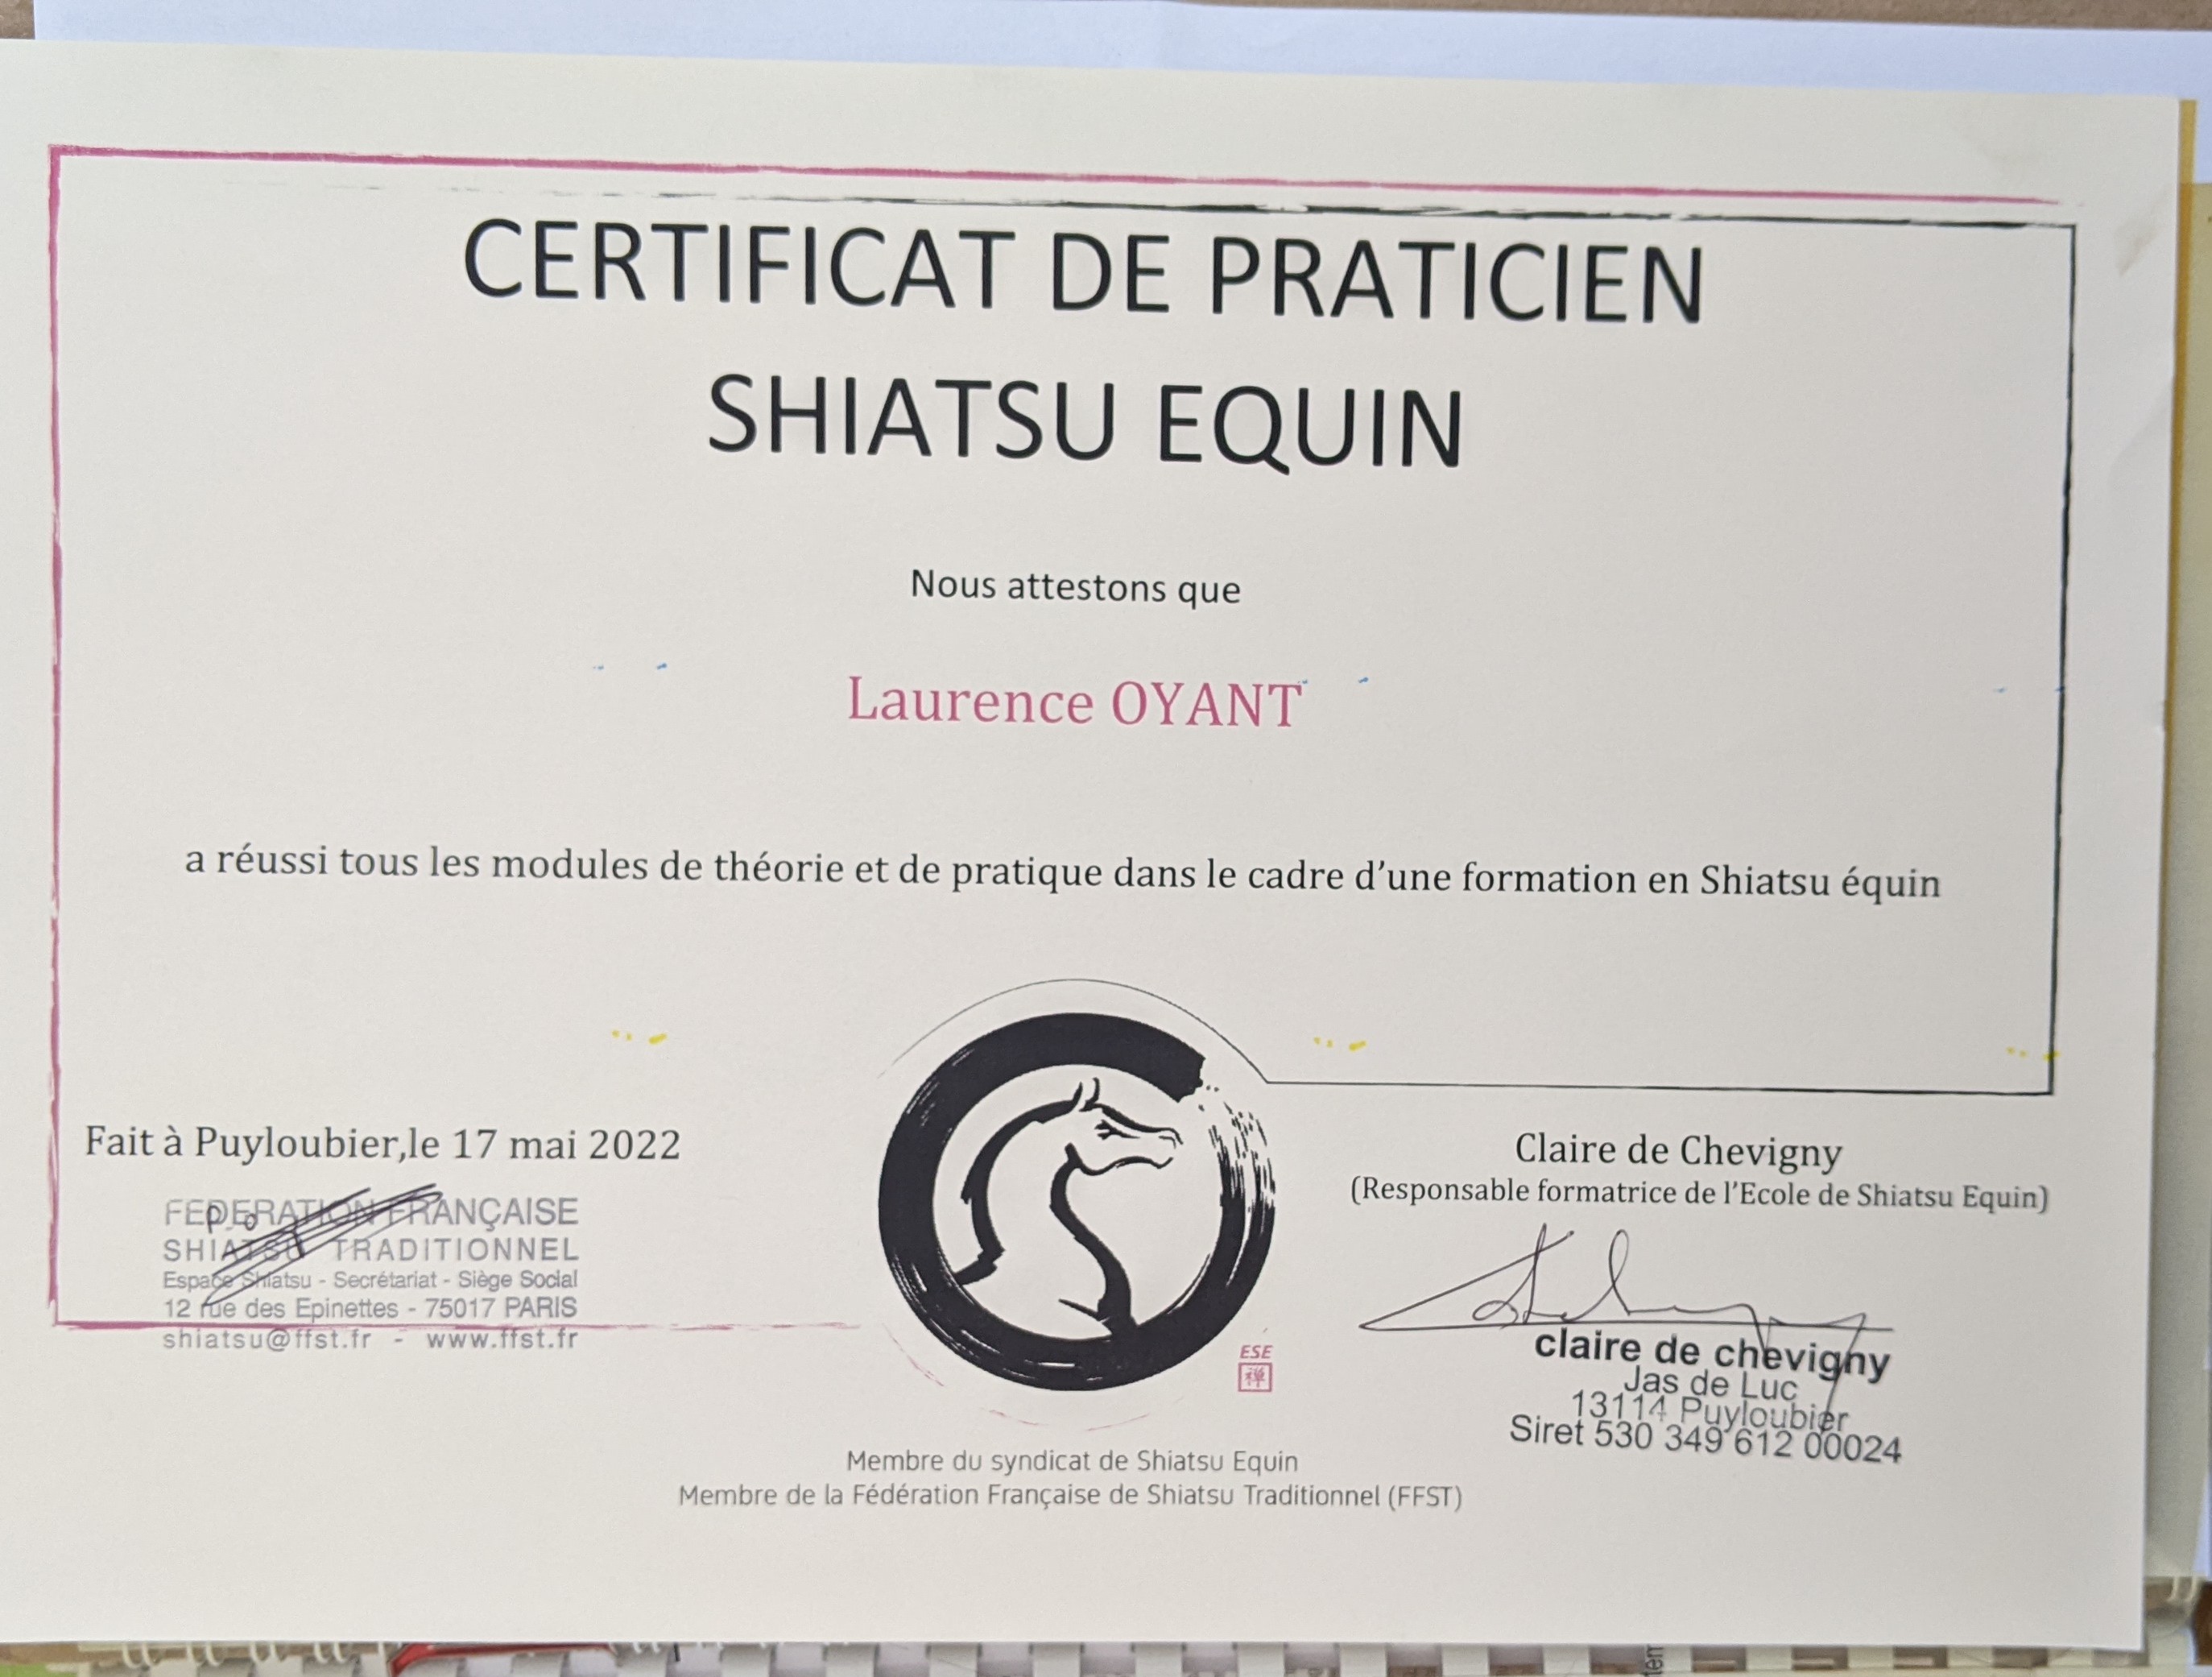 CERTIFICAT DE PRATICIEN
SHIATSU EQUIN
Nous attestons que
Laurence OYANT
a réussi tous les modules de théorie et de pratique dans le cadre d'une formation en Shiatsu équin
Fait à Puyloubier,le 17 mai 2022
FEDERATION FRANÇAISE
SHIATSU TRADITIONNEL
Espace Shiatsu - Secrétariat - Siège Social
12 rue des Epinettes - 75017 PARIS
shiatsu@ffst.fr - www.ffst.fr
P.o
ESE
禅
Claire de Chevigny
(Responsable formatrice de l'Ecole de Shiatsu Equin)
claire de chevigny
Jas de Luc
13114 Puyloubier
Siret 530 349 612 00024
Membre du syndicat de Shiatsu Equin
Membre de la Fédération Française de Shiatsu Traditionnel (FFST)